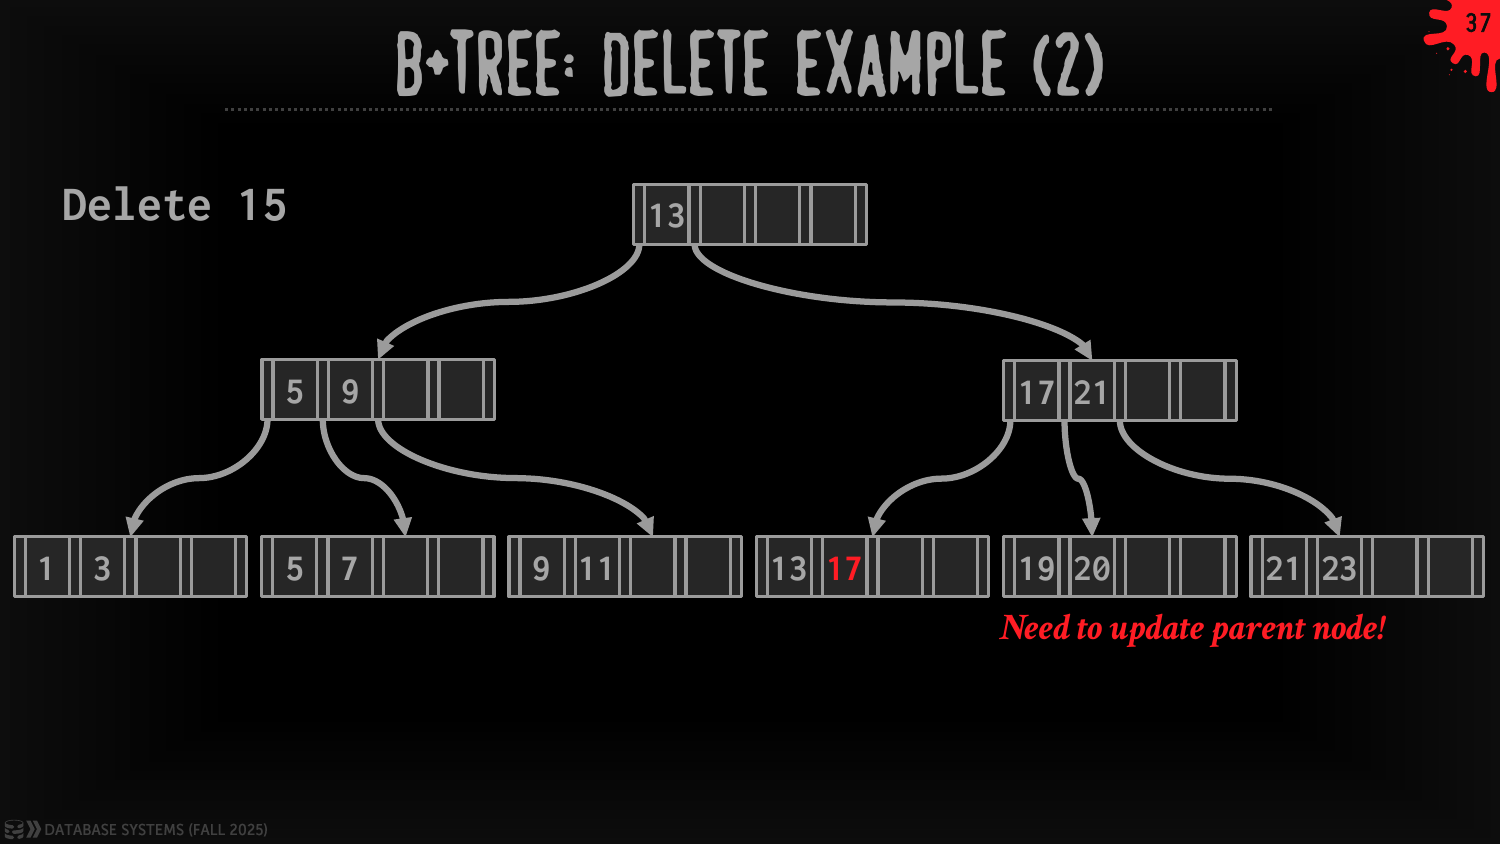 37
B+TREE: DELETE EXAMPLE (2)
Delete 15
13
5 9
17 21
1 3
5 7
9 11
13 17
19 20
21 23
Need to update parent node!
DATABASE SYSTEMS (FALL 2025)